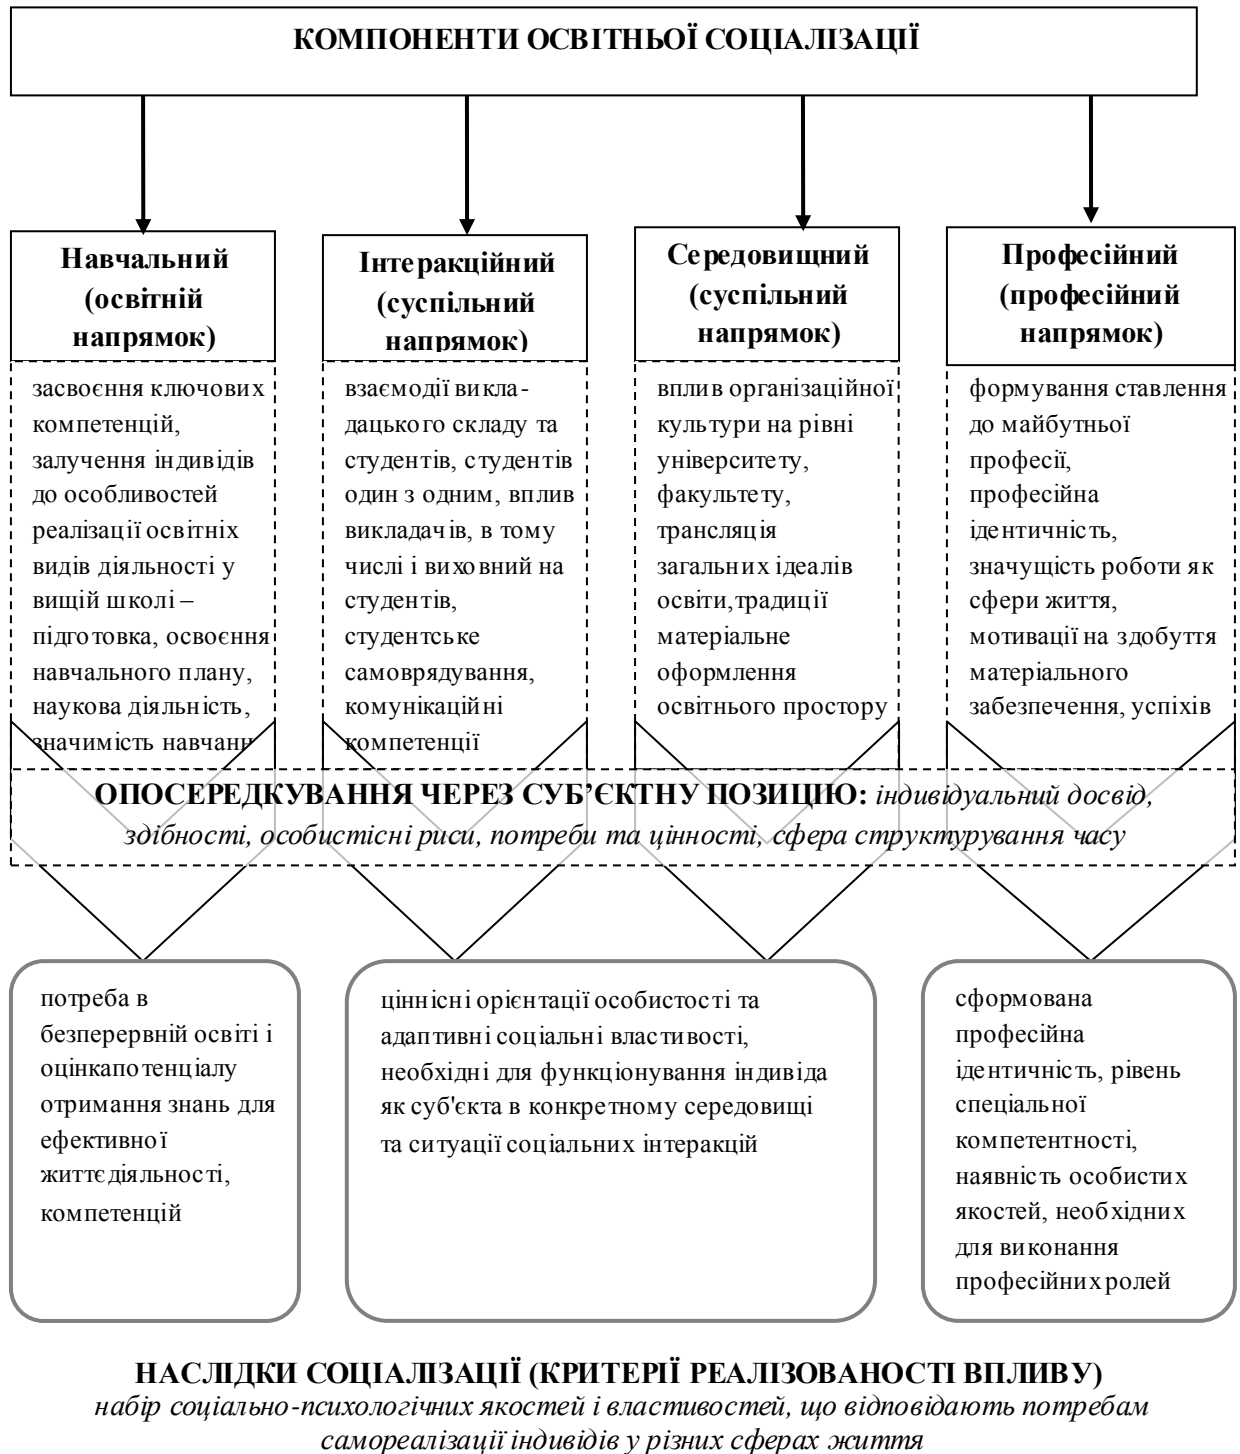 КОМПОНЕНТИ ОСВІТНЬОЇ СОЦІАЛІЗАЦІЇ
Навчальний
(освітній
напрямок)
засвоєння ключових
компетенцій,
залучення індивідів
до особливостей
реалізації освітніх
видів діяльності у
вищій школі –
підготовка, освоєння
навчального плану,
наукова діяльність,
значимість навчанн
Інтеракційний
(суспільний
напрямок)
взаємодії викла-
дацького складу та
студентів, студентів
один з одним, вплив
викладачів, в тому
числі і виховний на
студентів,
студентське
самоврядування,
комунікаційні
компетенції
Середовищний
(суспільний
напрямок)
вплив організаційної
культури на рівні
університету,
факультету,
трансляція
загальних ідеалів
освіти,традиції
матеріальне
оформлення
освітнього простору
Професійний
(професійний
напрямок)
формування ставлення
до майбутньої
професії,
професійна
ідентичність,
значущість роботи як
сфери життя,
мотивації на здобуття
матеріального
забезпечення, успіхів
ОПОСЕРЕДКУВАННЯ ЧЕРЕЗ СУБ’ЄКТНУ ПОЗИЦІЮ: індивідуальний досвід,
здібності, особистісні риси, потреби та цінності, сфера структурування часу
потреба в
безперервній освіті і
оцінкапотенціалу
отримання знань для
ефективної
життєдіяльності,
компетенцій
ціннісні орієнтації особистості та
адаптивні соціальні властивості,
необхідні для функціонування індивіда
як суб'єкта в конкретному середовищі
та ситуації соціальних інтеракцій
сформована
професійна
ідентичність, рівень
спеціальної
компетентності,
наявність особистих
якостей, необхідних
для виконання
професійних ролей
НАСЛІДКИ СОЦІАЛІЗАЦІЇ (КРИТЕРІЇ РЕАЛІЗОВАНОСТІ ВПЛИВУ)
набір соціально-психологічних якостей і властивостей, що відповідають потребам
самореалізації індивідів у різних сферах життя